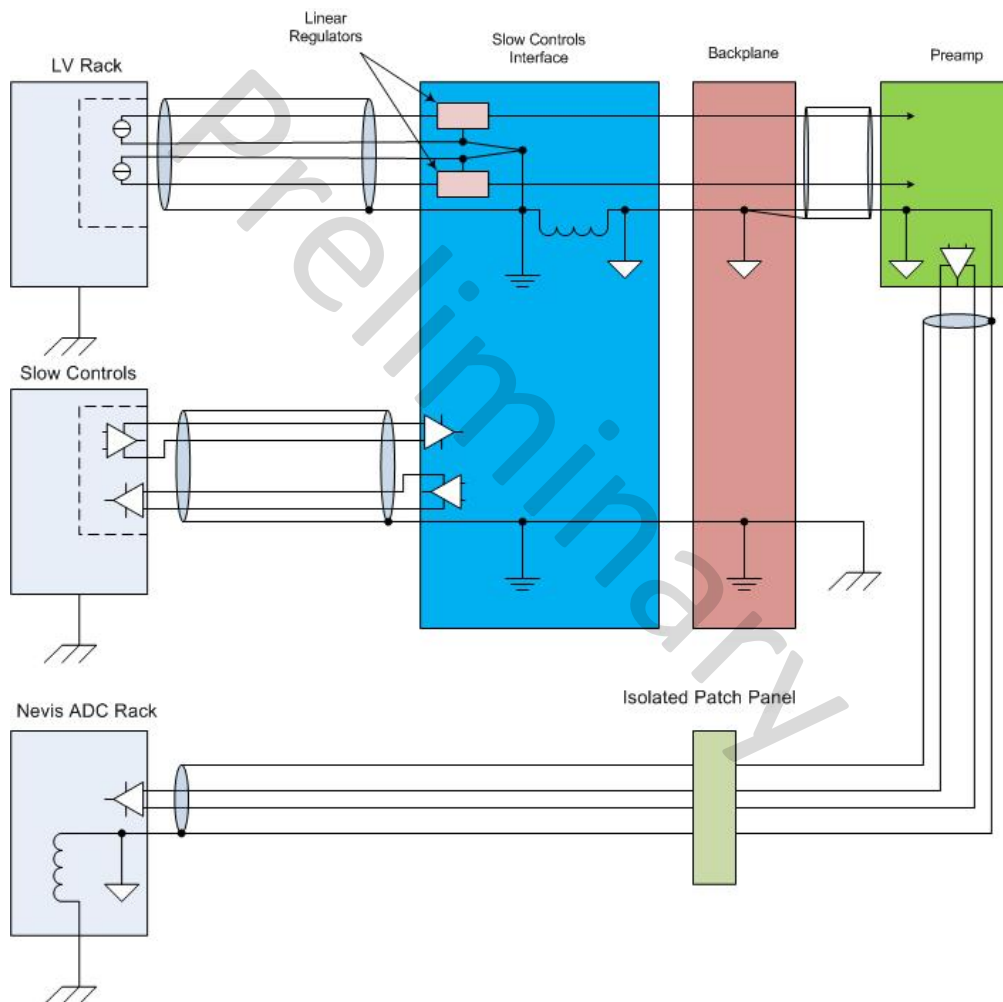 Linear
Regulators
LV Rack
Slow Controls
Interface
Backplane
Preamp
Slow Controls
Nevis ADC Rack
Isolated Patch Panel
Preliminary